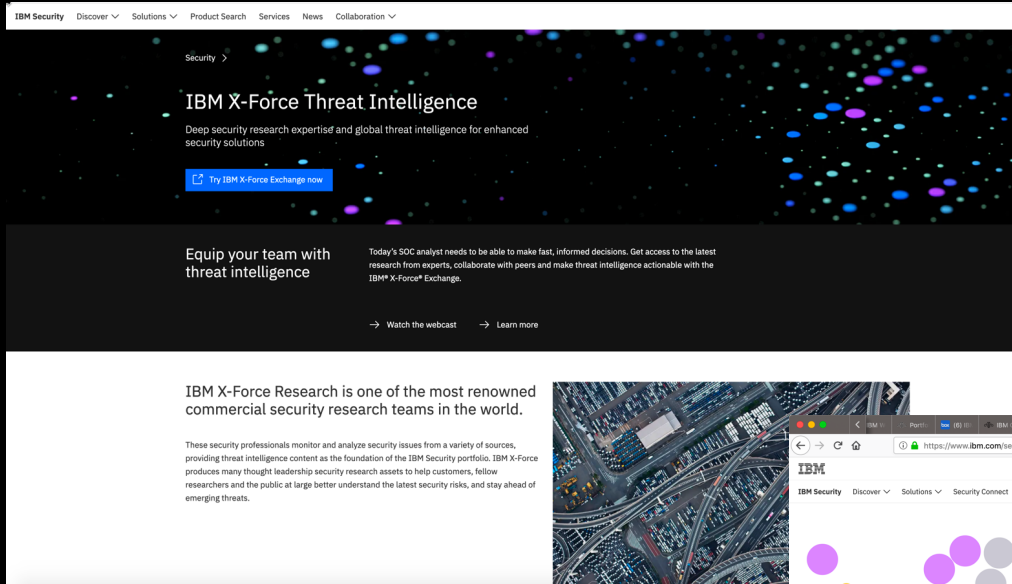 IBM Security Discover Solutions Product Search Services News Collaboration
Security
IBM X-Force Threat Intelligence
Deep security research expertise and global threat intelligence for enhanced
security solutions
Try IBM X-Force Exchange now
Equip your team with
threat intelligence
Today's SOC analyst needs to be able to make fast, informed decisions. Get access to the latest
research from experts, collaborate with peers and make threat intelligence actionable with the
IBM® X-Force® Exchange.
Watch the webcast Learn more
IBM X-Force Research is one of the most renowned
commercial security research teams in the world.
These security professionals monitor and analyze security issues from a variety of sources,
providing threat intelligence content as the foundation of the IBM Security portfolio. IBM X-Force
produces many thought leadership security research assets to help customers, fellow
researchers and the public at large better understand the latest security risks, and stay ahead of
emerging threats.
IBM box (6) IBM
https://www.ibm.com/se
IBM
IBM Security Discover Solutions Security Connect